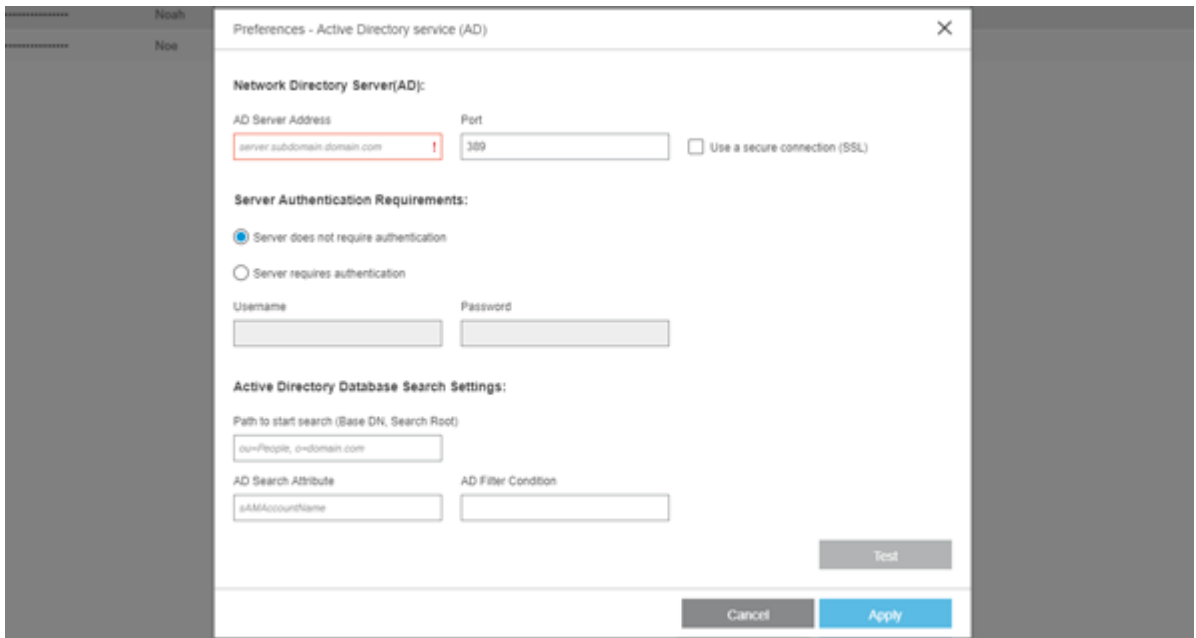 Noah
Noe
Preferences - Active Directory service (AD)
Network Directory Server(AD):
AD Server Address
Port
server.subdomain.domain.com !
389
Use a secure connection (SSL)
Server Authentication Requirements:
Server does not require authentication
Server requires authentication
Username
Password
Active Directory Database Search Settings:
Path to start search (Base DN, Search Root)
ou=People, o=domain.com
AD Search Attribute
AD Filter Condition
sAMAccountName
Test
Cancel
Apply